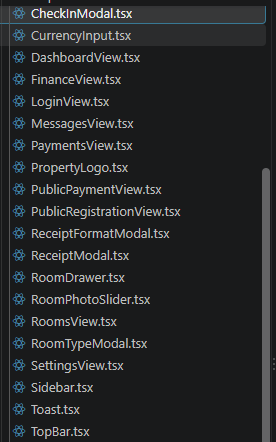 CheckInModal.tsx
CurrencyInput.tsx
DashboardView.tsx
FinanceView.tsx
LoginView.tsx
MessagesView.tsx
PaymentsView.tsx
PropertyLogo.tsx
PublicPaymentView.tsx
PublicRegistrationView.tsx
ReceiptFormatModal.tsx
ReceiptModal.tsx
RoomDrawer.tsx
RoomPhotoSlider.tsx
RoomsView.tsx
RoomTypeModal.tsx
SettingsView.tsx
Sidebar.tsx
Toast.tsx
TopBar.tsx